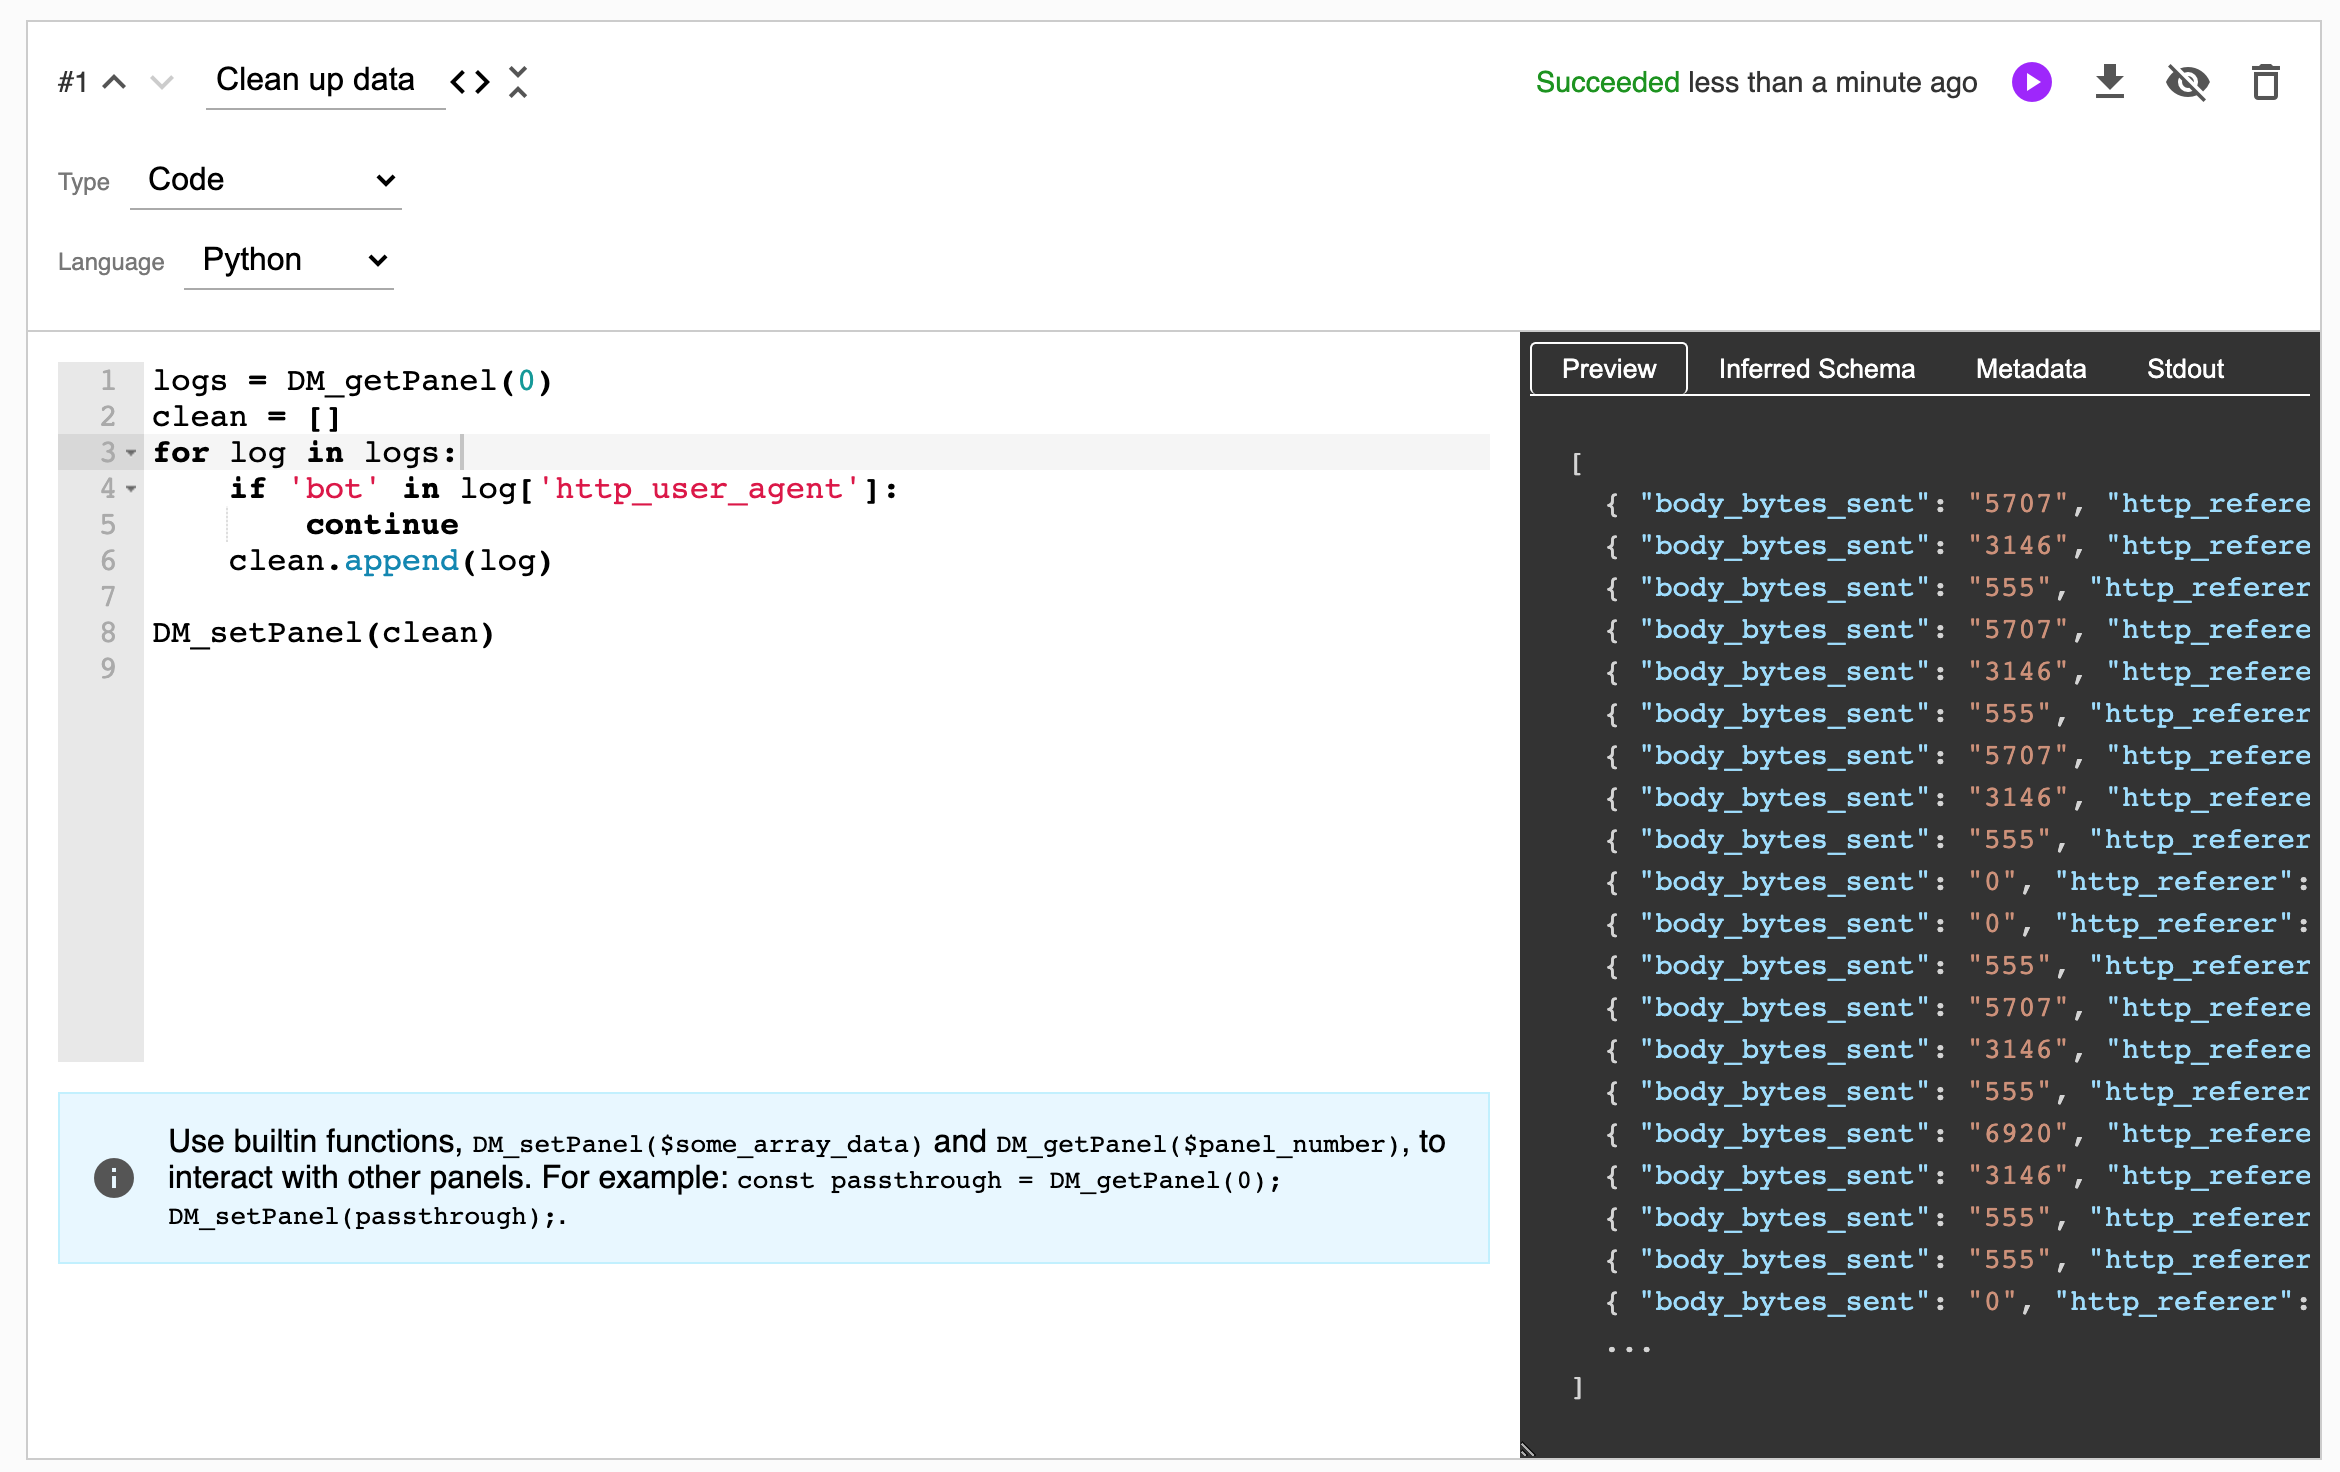 #1 Clean up data <> Succeeded less than a minute ago
Type Code
Language Python
1 logs = DM_getPanel(0)
2 clean = []
3 for log in logs:
4 if 'bot' in log['http_user_agent']:
5 continue
6 clean.append(log)
7
8 DM_setPanel(clean)
9
Use builtin functions, DM_setPanel($some_array_data) and DM_getPanel($panel_number), to
interact with other panels. For example: const passthrough = DM_getPanel(0);
DM_setPanel(passthrough);.
Preview Inferred Schema Metadata Stdout
[
{ "body_bytes_sent": "5707", "http_refere
{ "body_bytes_sent": "3146", "http_refere
{ "body_bytes_sent": "555", "http_referer
{ "body_bytes_sent": "5707", "http_refere
{ "body_bytes_sent": "3146", "http_refere
{ "body_bytes_sent": "555", "http_referer
{ "body_bytes_sent": "5707", "http_refere
{ "body_bytes_sent": "3146", "http_refere
{ "body_bytes_sent": "555", "http_referer
{ "body_bytes_sent": "0", "http_referer":
{ "body_bytes_sent": "0", "http_referer":
{ "body_bytes_sent": "555", "http_referer
{ "body_bytes_sent": "5707", "http_refere
{ "body_bytes_sent": "3146", "http_refere
{ "body_bytes_sent": "555", "http_referer
{ "body_bytes_sent": "6920", "http_refere
{ "body_bytes_sent": "3146", "http_refere
{ "body_bytes_sent": "555", "http_referer
{ "body_bytes_sent": "555", "http_referer
{ "body_bytes_sent": "0", "http_referer":
...
]